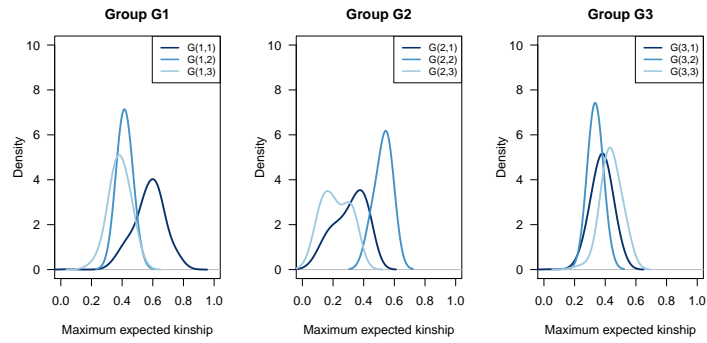 Group G1
Density
10
8
6
4
2
0
G(1,1)
G(1,2)
G(1,3)
0.0 0.2 0.4 0.6 0.8 1.0
Maximum expected kinship
Group G2
Density
10
8
6
4
2
0
G(2,1)
G(2,2)
G(2,3)
0.0 0.2 0.4 0.6 0.8 1.0
Maximum expected kinship
Group G3
Density
10
8
6
4
2
0
G(3,1)
G(3,2)
G(3,3)
0.0 0.2 0.4 0.6 0.8 1.0
Maximum expected kinship